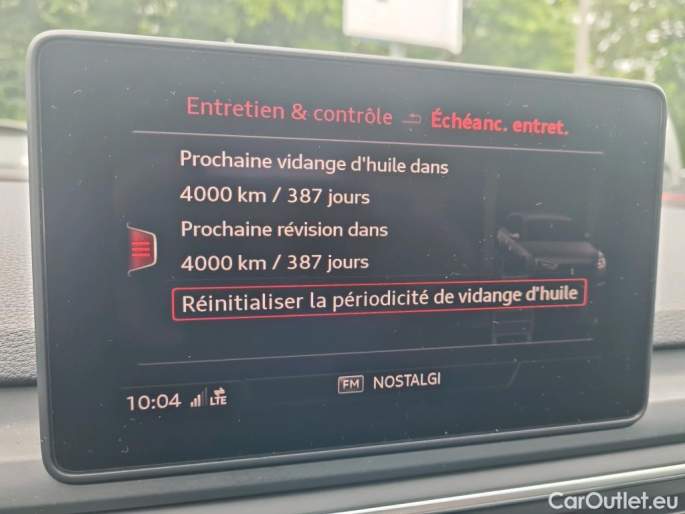 Entretien & contrôle Échéanc. entret.
Prochaine vidange d'huile dans
4000 km / 387 jours
Prochaine révision dans
4000 km / 387 jours
Réinitialiser la périodicité de vidange d'huile
FM NOSTALGI
10:04 LTE
CarOutlet.eu